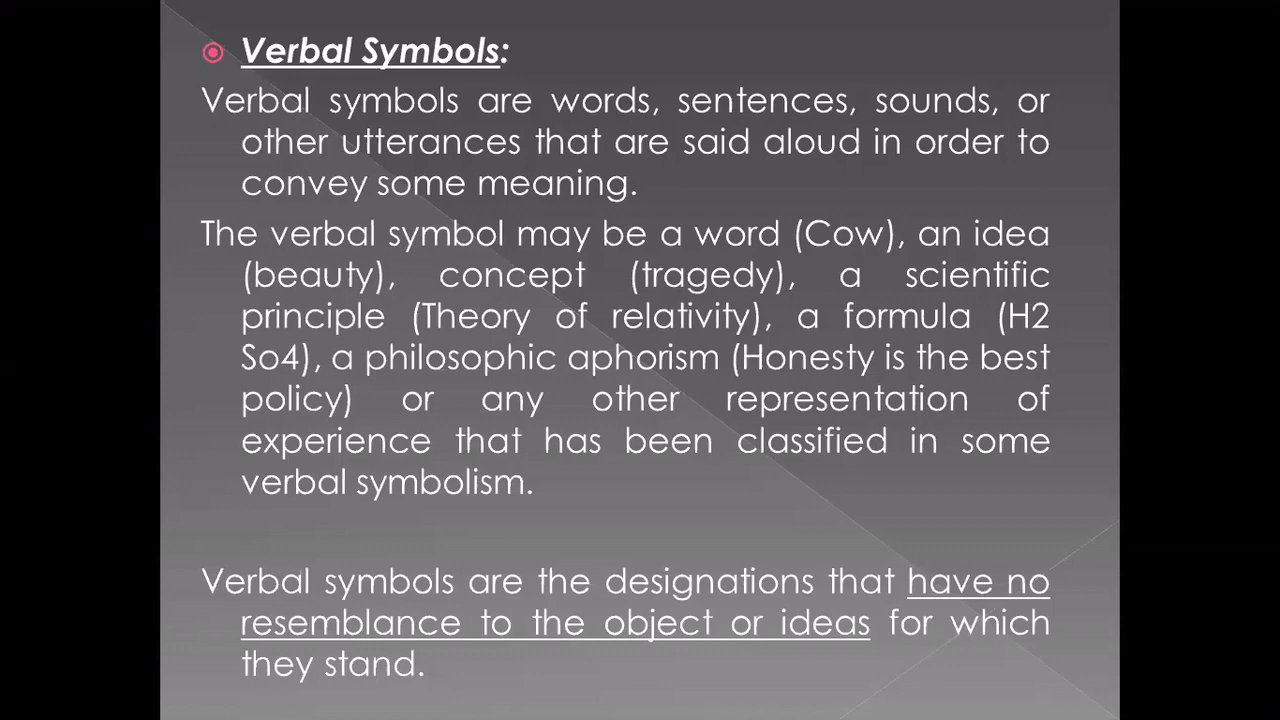 Verbal Symbols:
Verbal symbols are words, sentences, sounds, or
other utterances that are said aloud in order to
convey some meaning.
The verbal symbol may be a word (Cow), an idea
(beauty), concept (tragedy), a scientific
principle (Theory of relativity), a formula (H2
So4), a philosophic aphorism (Honesty is the best
policy) or any other representation of
experience that has been classified in some
verbal symbolism.
Verbal symbols are the designations that have no
resemblance to the object or ideas for which
they stand.